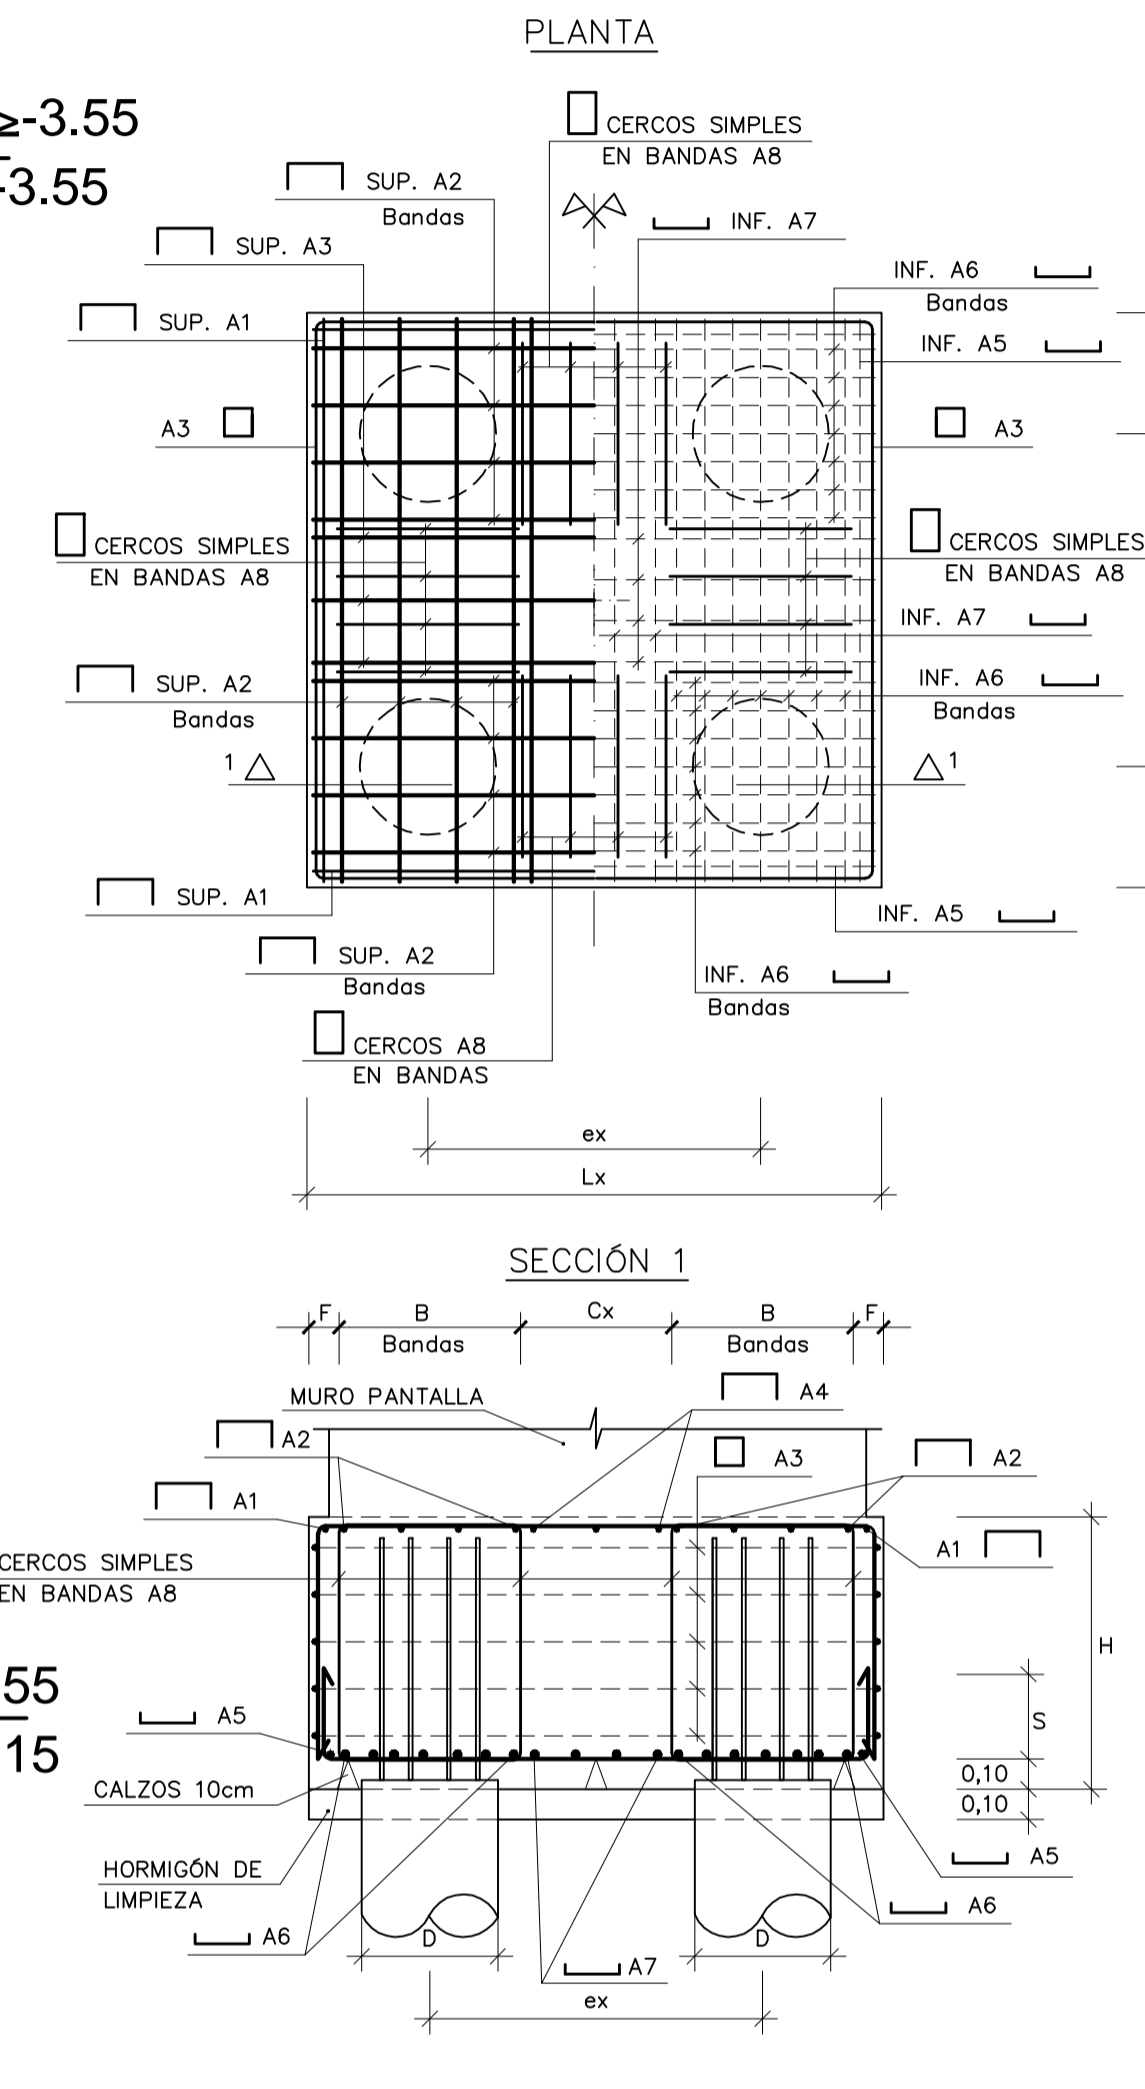 PLANTA
≥-3.55
-3.55
CERCOS SIMPLES
EN BANDAS A8
SUP. A2
Bandas
INF. A7
SUP. A3
INF. A6
Bandas
SUP. A1
INF. A5
A3
A3
CERCOS SIMPLES
EN BANDAS A8
CERCOS SIMPLES
EN BANDAS A8
INF. A7
SUP. A2
Bandas
INF. A6
Bandas
1
1
SUP. A1
INF. A5
SUP. A2
Bandas
INF. A6
Bandas
CERCOS A8
EN BANDAS
ex
Lx
SECCIÓN 1
F
B
Bandas
Cx
B
Bandas
F
MURO PANTALLA
A4
A2
A3
A2
A1
A1
CERCOS SIMPLES
EN BANDAS A8
H
55
15
A5
S
CALZOS 10cm
0,10
0,10
HORMIGÓN DE
LIMPIEZA
A5
A6
A6
D
D
A7
ex